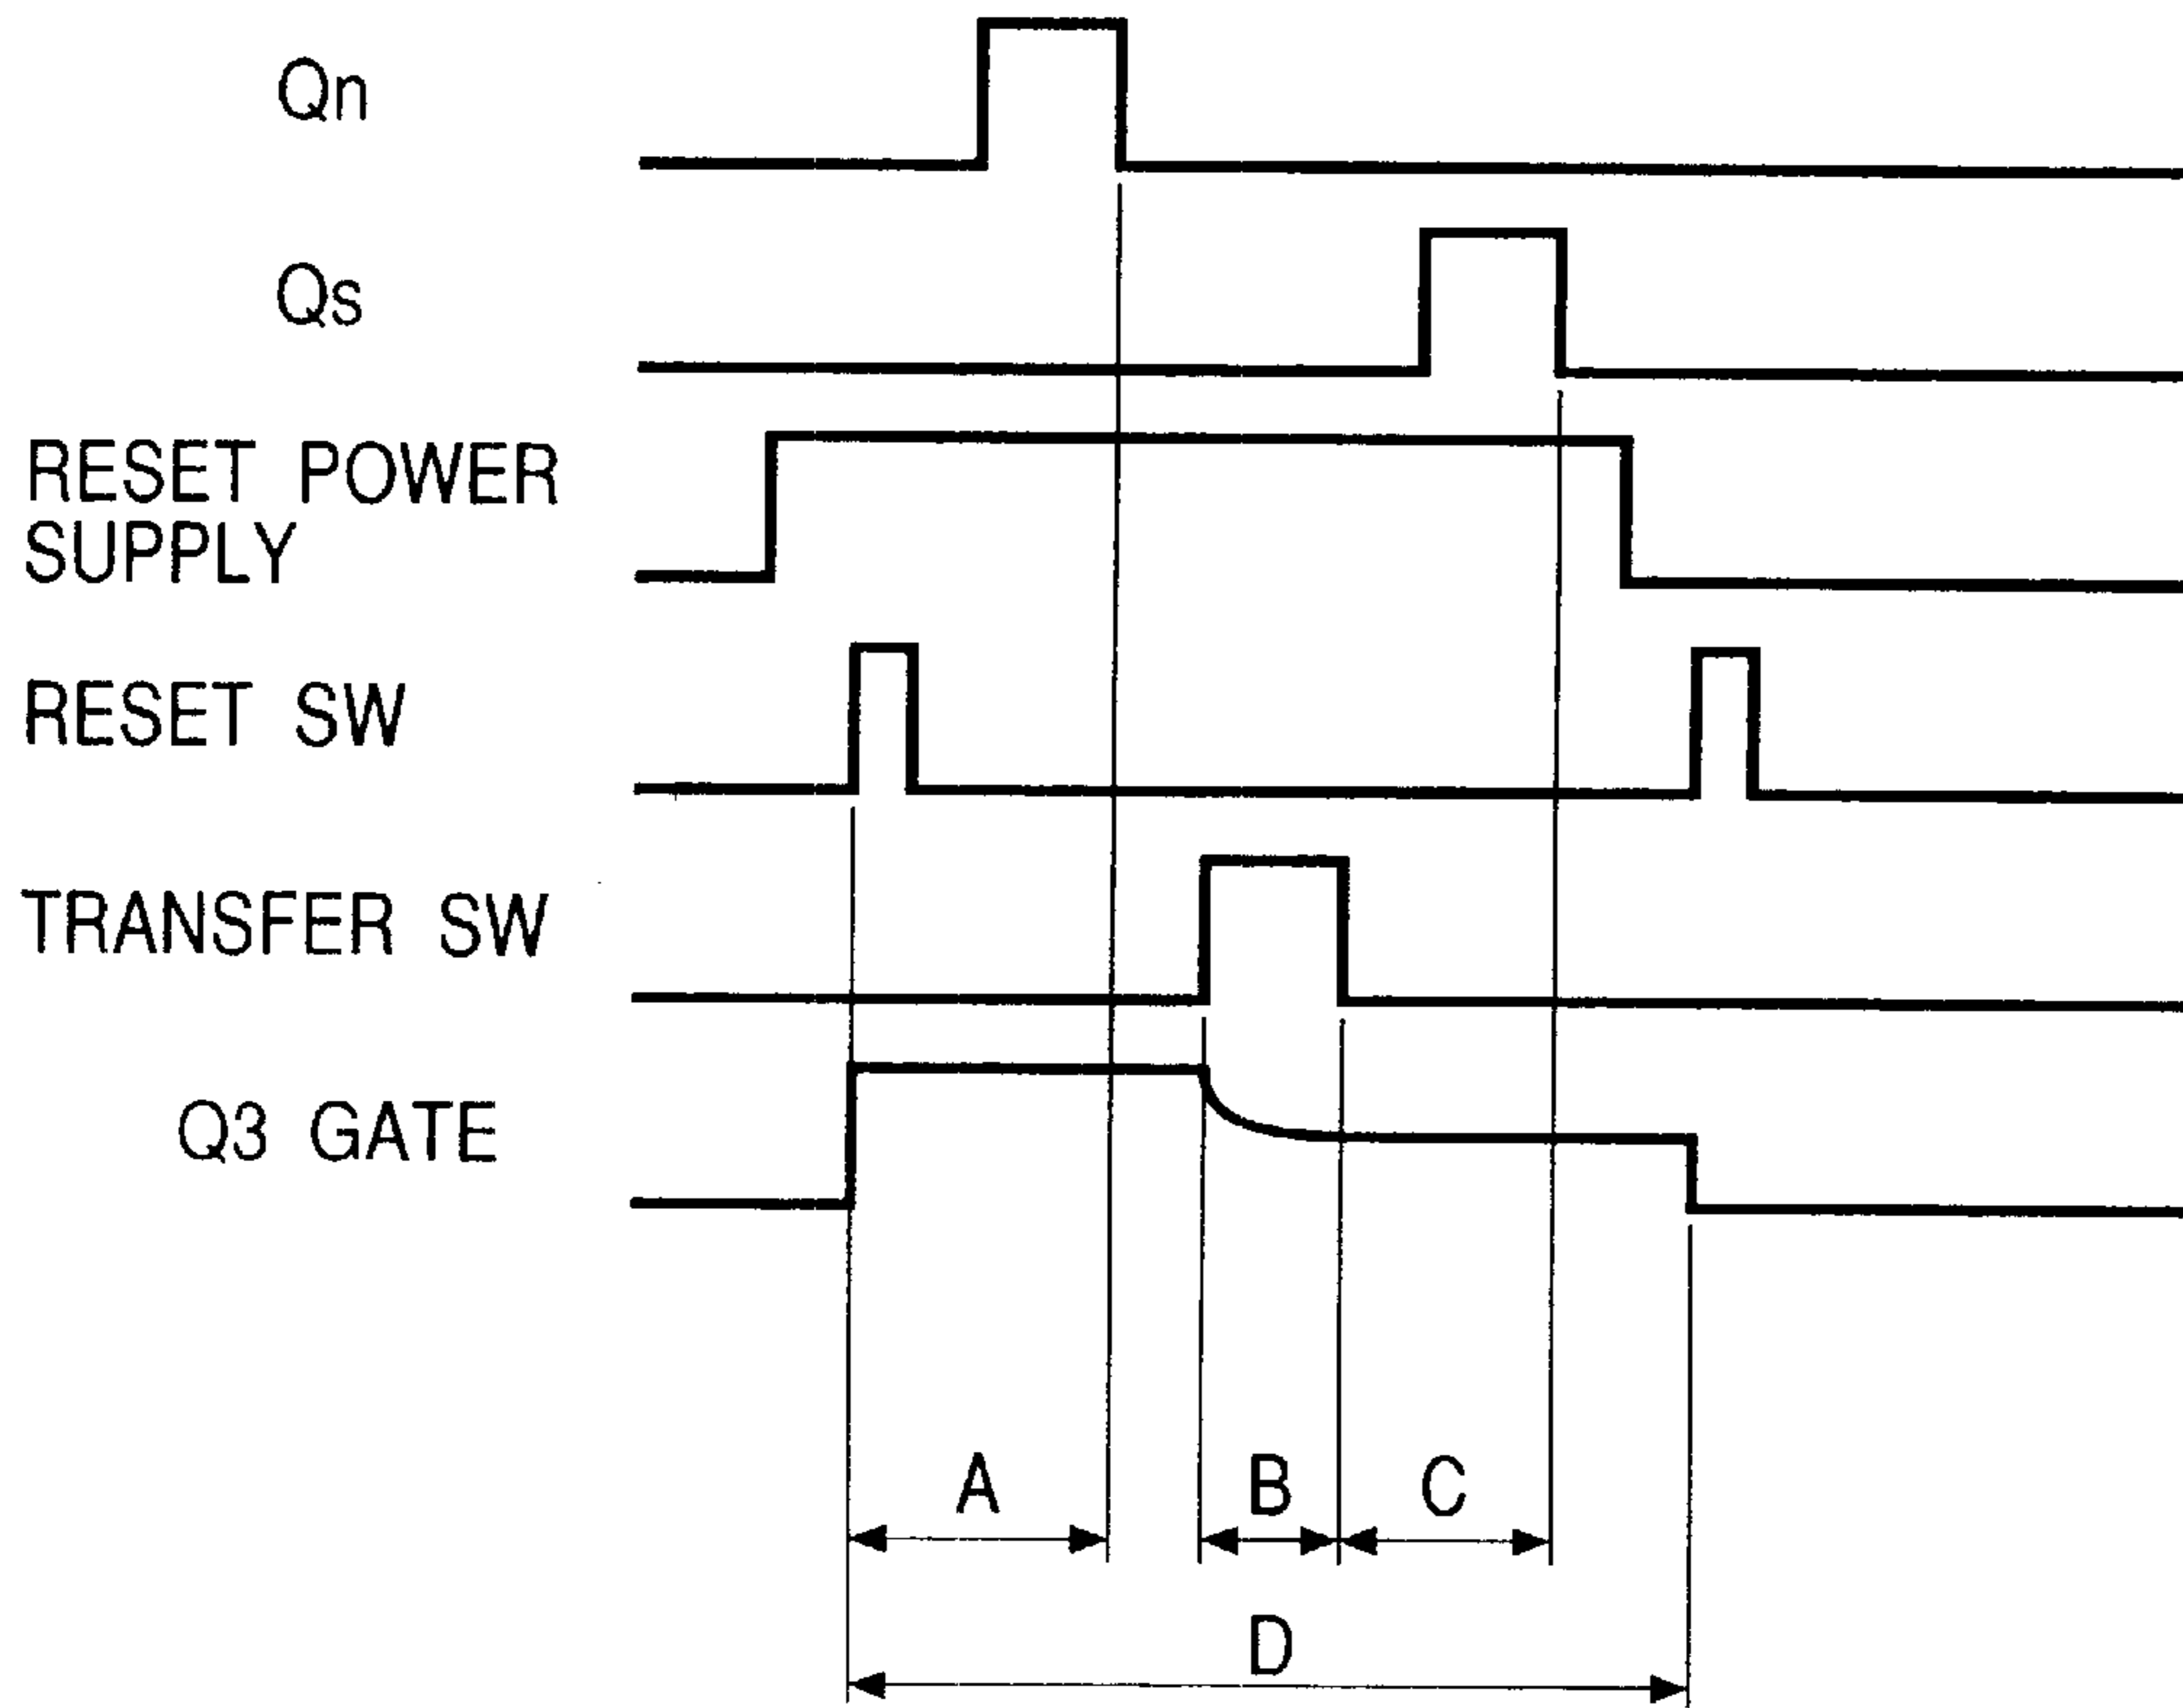 Qn
Qs
RESET POWER
SUPPLY
RESET SW
TRANSFER SW
Q3 GATE
A
B
C
D